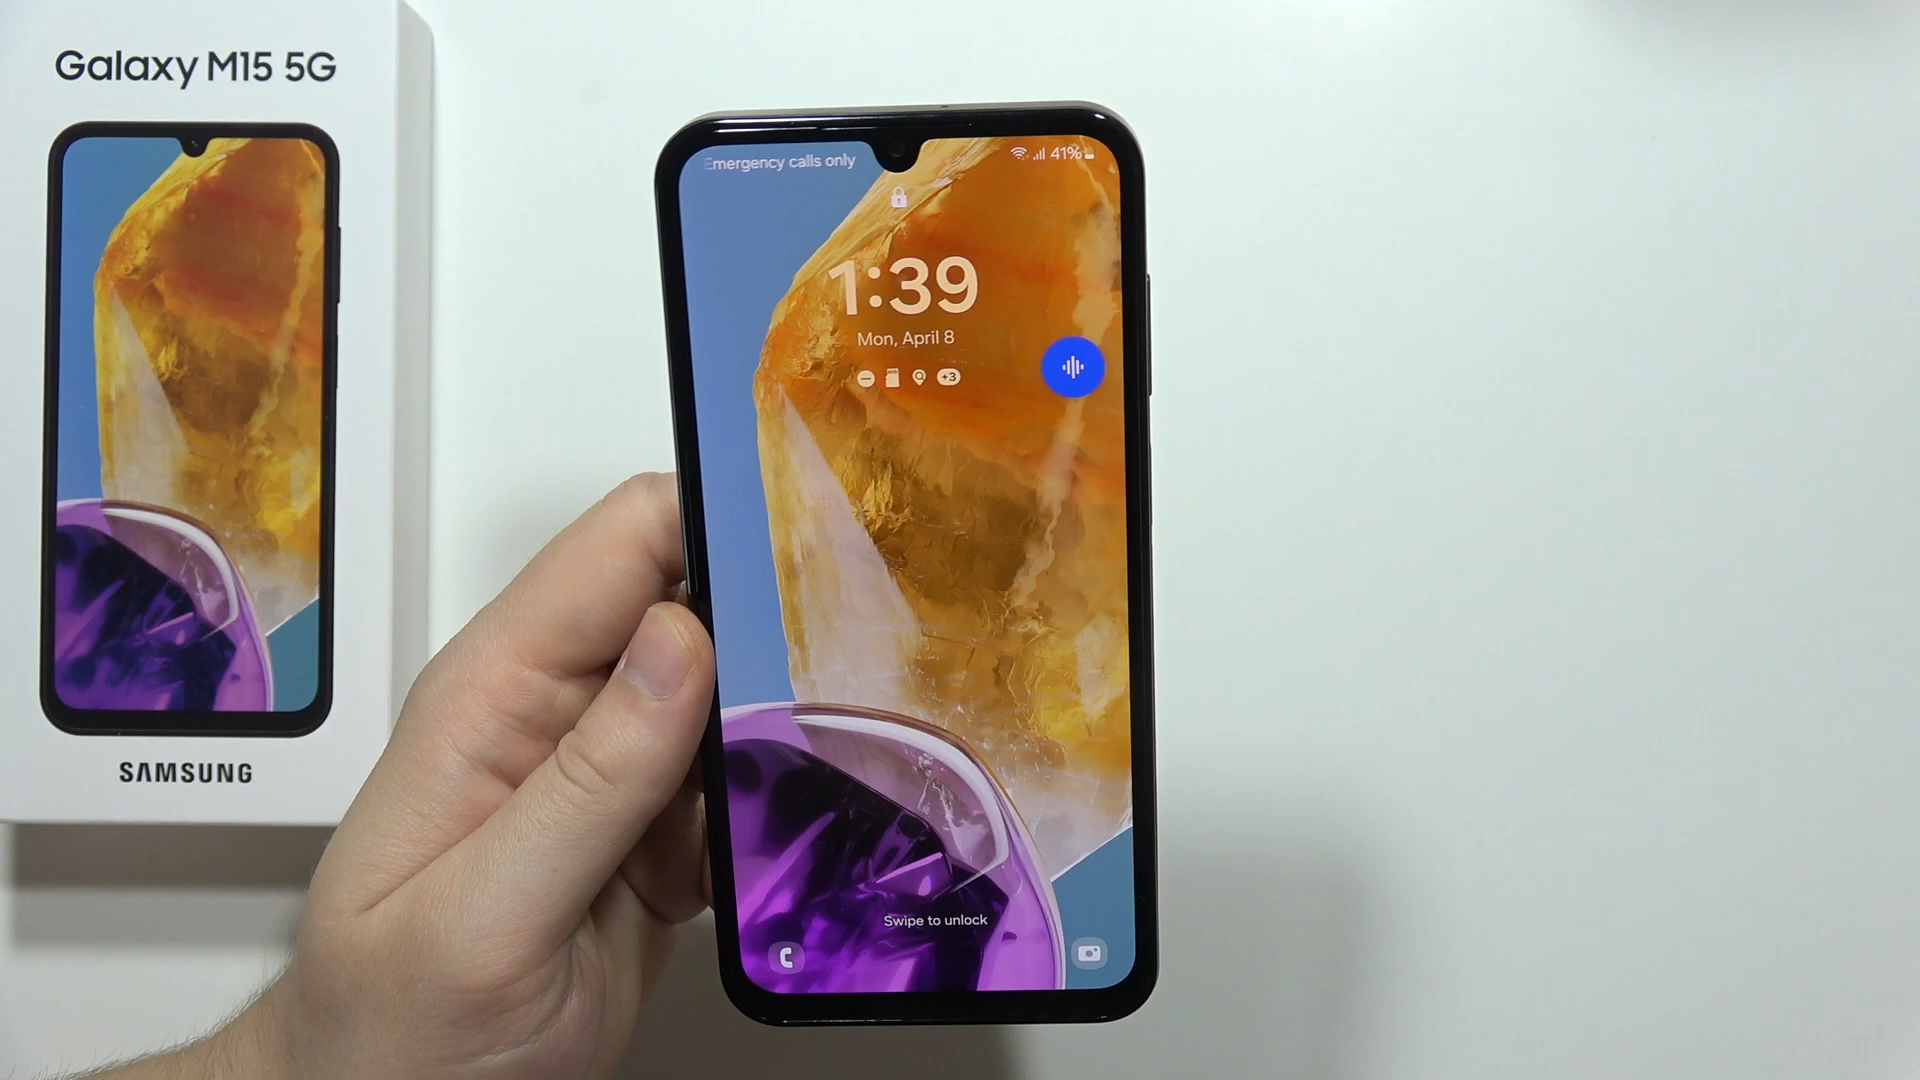 Galaxy M15 5G
SAMSUNG
Emergency calls only
41%
1:39
Mon, April 8
+3
Swipe to unlock